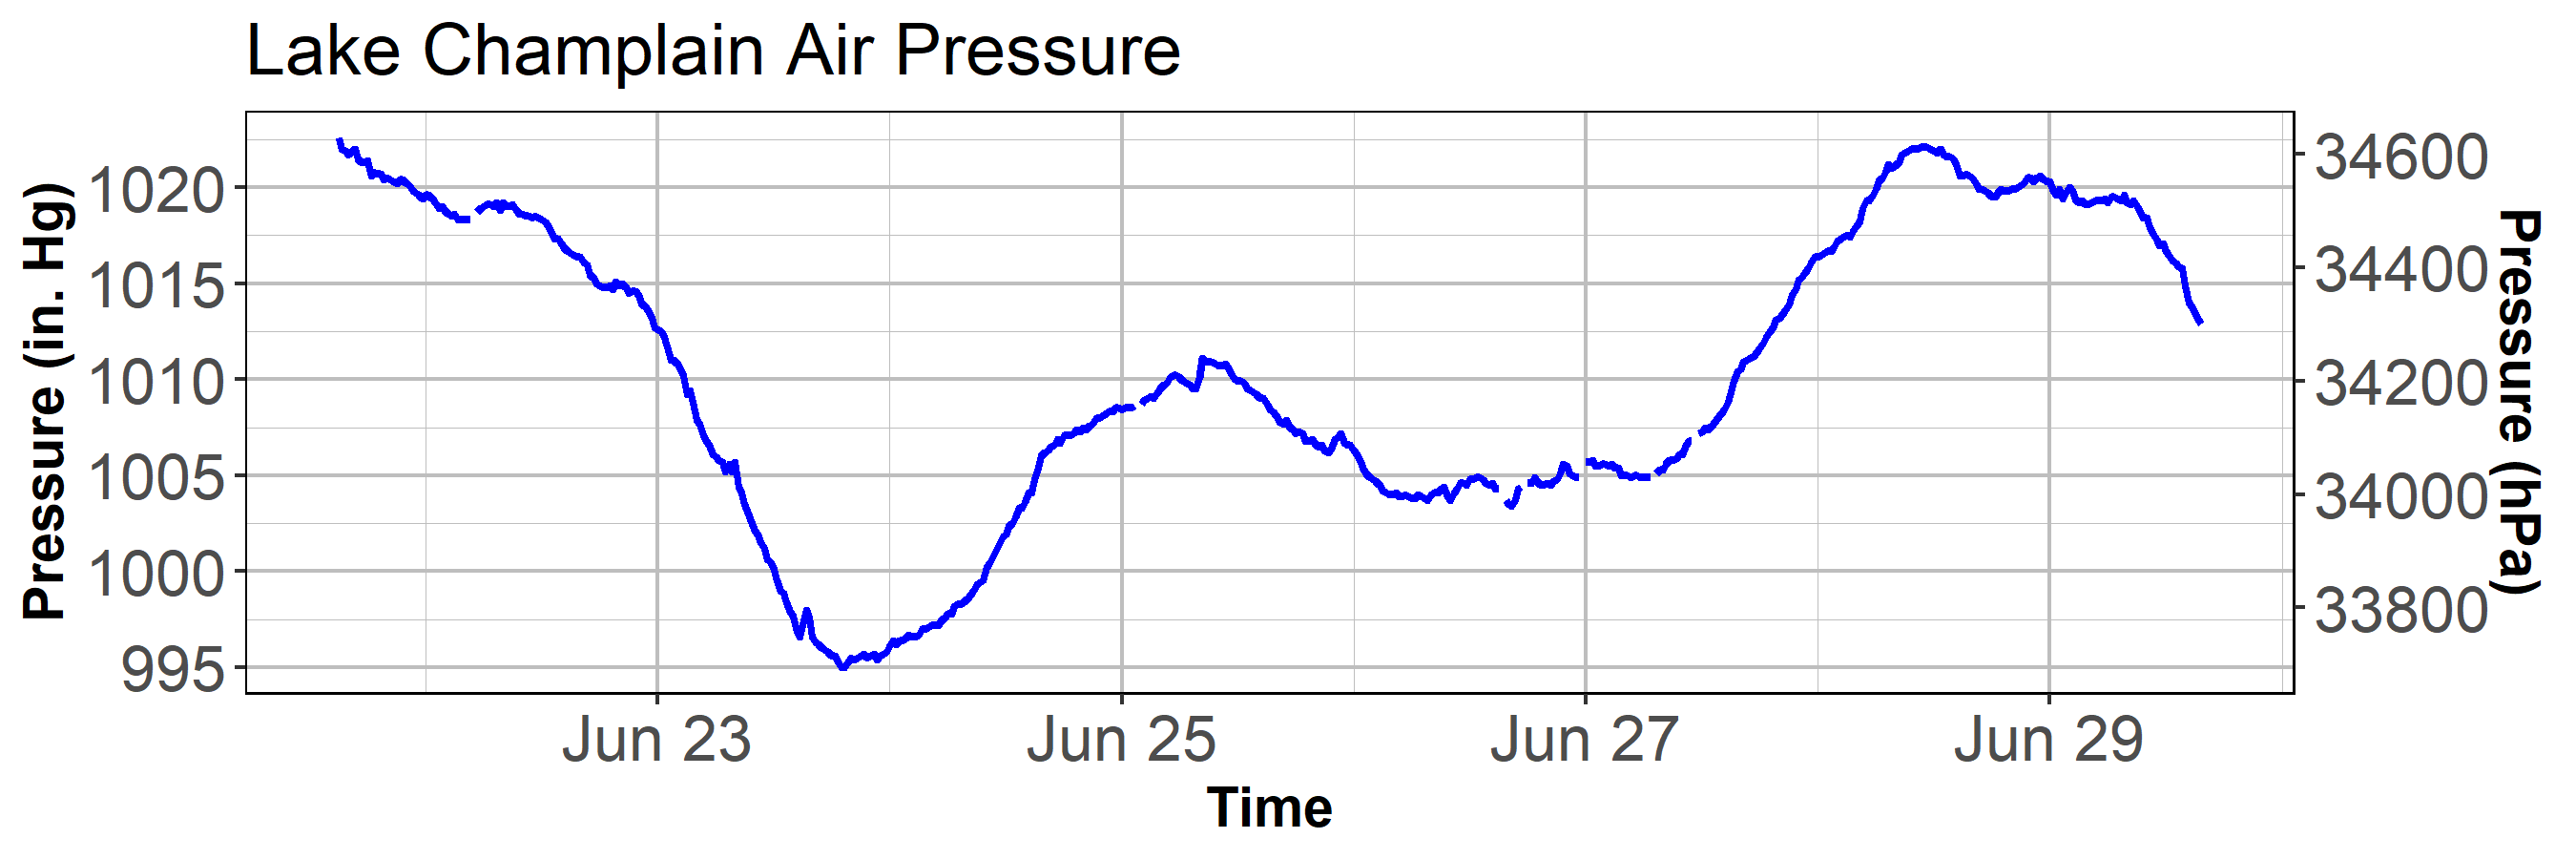 Lake Champlain Air Pressure
Pressure (in. Hg)
1020
1015
1010
1005
1000
995
34600
34400
34200
34000
33800
Pressure (hPa)
Jun 23
Jun 25
Jun 27
Jun 29
Time